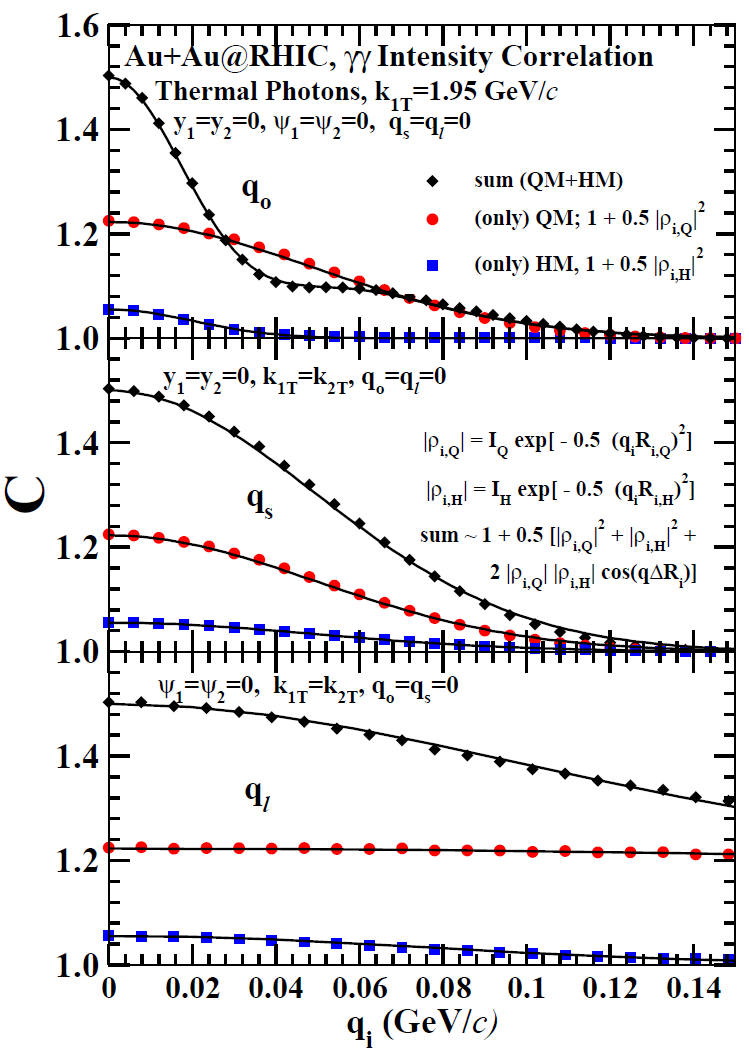 1.6
Au+Au@RHIC, γγ Intensity Correlation
Thermal Photons, k1T=1.95 GeV/c
y1=y2=0, ψ1=ψ2=0, qs=ql=0
1.4
qo
sum (QM+HM)
(only) QM; 1 + 0.5 |ρi,Q|²
1.2
(only) HM, 1 + 0.5 |ρi,H|²
1.0
y1=y2=0, k1T=k2T, qo=ql=0
1.4
|ρi,Q| = IQ exp[ - 0.5 (qiRi,Q)²]
|ρi,H| = IH exp[ - 0.5 (qiRi,H)²]
C
qs
sum ~ 1 + 0.5 [|ρi,Q|² + |ρi,H|² +
1.2
2 |ρi,Q| |ρi,H| cos(qΔRi)]
1.0
ψ1=ψ2=0, k1T=k2T, qo=qs=0
1.4
ql
1.2
1.0
0 0.02 0.04 0.06 0.08 0.1 0.12 0.14
qi (GeV/c)